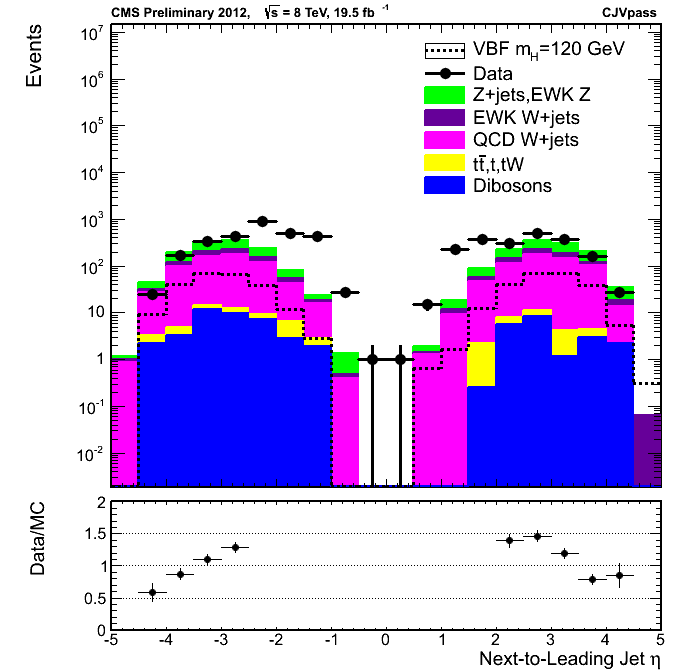 CMS Preliminary 2012, √s = 8 TeV, 19.5 fb⁻¹ CJVpass
Events
10⁷
10⁶
10⁵
10⁴
10³
10²
10
1
10⁻¹
10⁻²
VBF m_H=120 GeV
Data
Z+jets,EWK Z
EWK W+jets
QCD W+jets
tt̄,t,tW
Dibosons
Data/MC
2
1.5
1
0.5
0
-5 -4 -3 -2 -1 0 1 2 3 4 5
Next-to-Leading Jet η